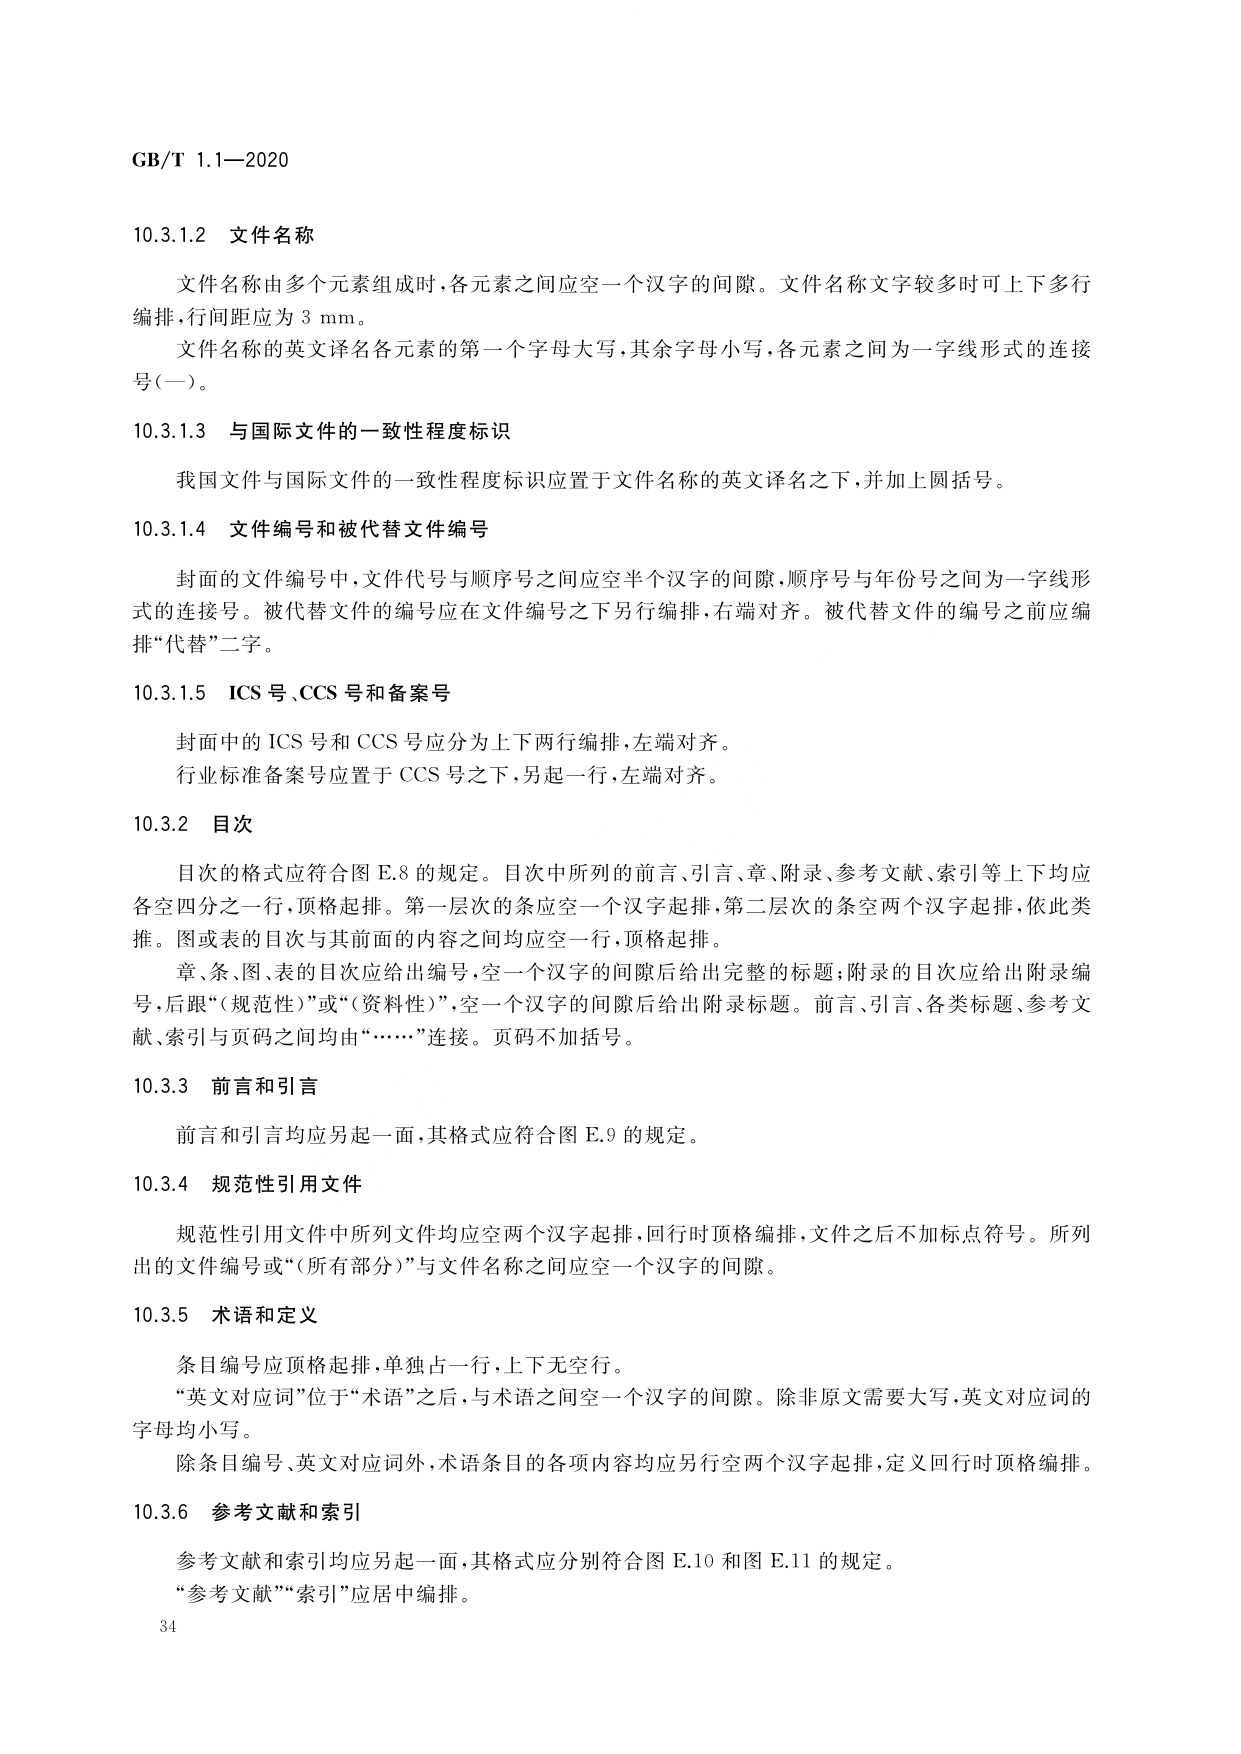 GB/T 1.1—2020
10.3.1.2 文件名称
文件名称由多个元素组成时,各元素之间应空一个汉字的间隙。文件名称文字较多时可上下多行
编排,行间距应为 3 mm。
文件名称的英文译名各元素的第一个字母大写,其余字母小写,各元素之间为一字线形式的连接
号(—)。
10.3.1.3 与国际文件的一致性程度标识
我国文件与国际文件的一致性程度标识应置于文件名称的英文译名之下,并加上圆括号。
10.3.1.4 文件编号和被代替文件编号
封面的文件编号中,文件代号与顺序号之间应空半个汉字的间隙,顺序号与年份号之间为一字线形
式的连接号。被代替文件的编号应在文件编号之下另行编排,右端对齐。被代替文件的编号之前应编
排“代替”二字。
10.3.1.5 ICS 号、CCS 号和备案号
封面中的 ICS 号和 CCS 号应分为上下两行编排,左端对齐。
行业标准备案号应置于 CCS 号之下,另起一行,左端对齐。
10.3.2 目次
目次的格式应符合图 E.8 的规定。目次中所列的前言、引言、章、附录、参考文献、索引等上下均应
各空四分之一行,顶格起排。第一层次的条应空一个汉字起排,第二层次的条空两个汉字起排,依此类
推。图或表的目次与其前面的内容之间均应空一行,顶格起排。
章、条、图、表的目次应给出编号,空一个汉字的间隙后给出完整的标题;附录的目次应给出附录编
号,后跟“(规范性)”或“(资料性)”,空一个汉字的间隙后给出附录标题。前言、引言、各类标题、参考文
献、索引与页码之间均由“……”连接。页码不加括号。
10.3.3 前言和引言
前言和引言均应另起一面,其格式应符合图 E.9 的规定。
10.3.4 规范性引用文件
规范性引用文件中所列文件均应空两个汉字起排,回行时顶格编排,文件之后不加标点符号。所列
出的文件编号或“(所有部分)”与文件名称之间应空一个汉字的间隙。
10.3.5 术语和定义
条目编号应顶格起排,单独占一行,上下无空行。
“英文对应词”位于“术语”之后,与术语之间空一个汉字的间隙。除非原文需要大写,英文对应词的
字母均小写。
除条目编号、英文对应词外,术语条目的各项内容均应另行空两个汉字起排,定义回行时顶格编排。
10.3.6 参考文献和索引
参考文献和索引均应另起一面,其格式应分别符合图 E.10 和图 E.11 的规定。
“参考文献”“索引”应居中编排。
34